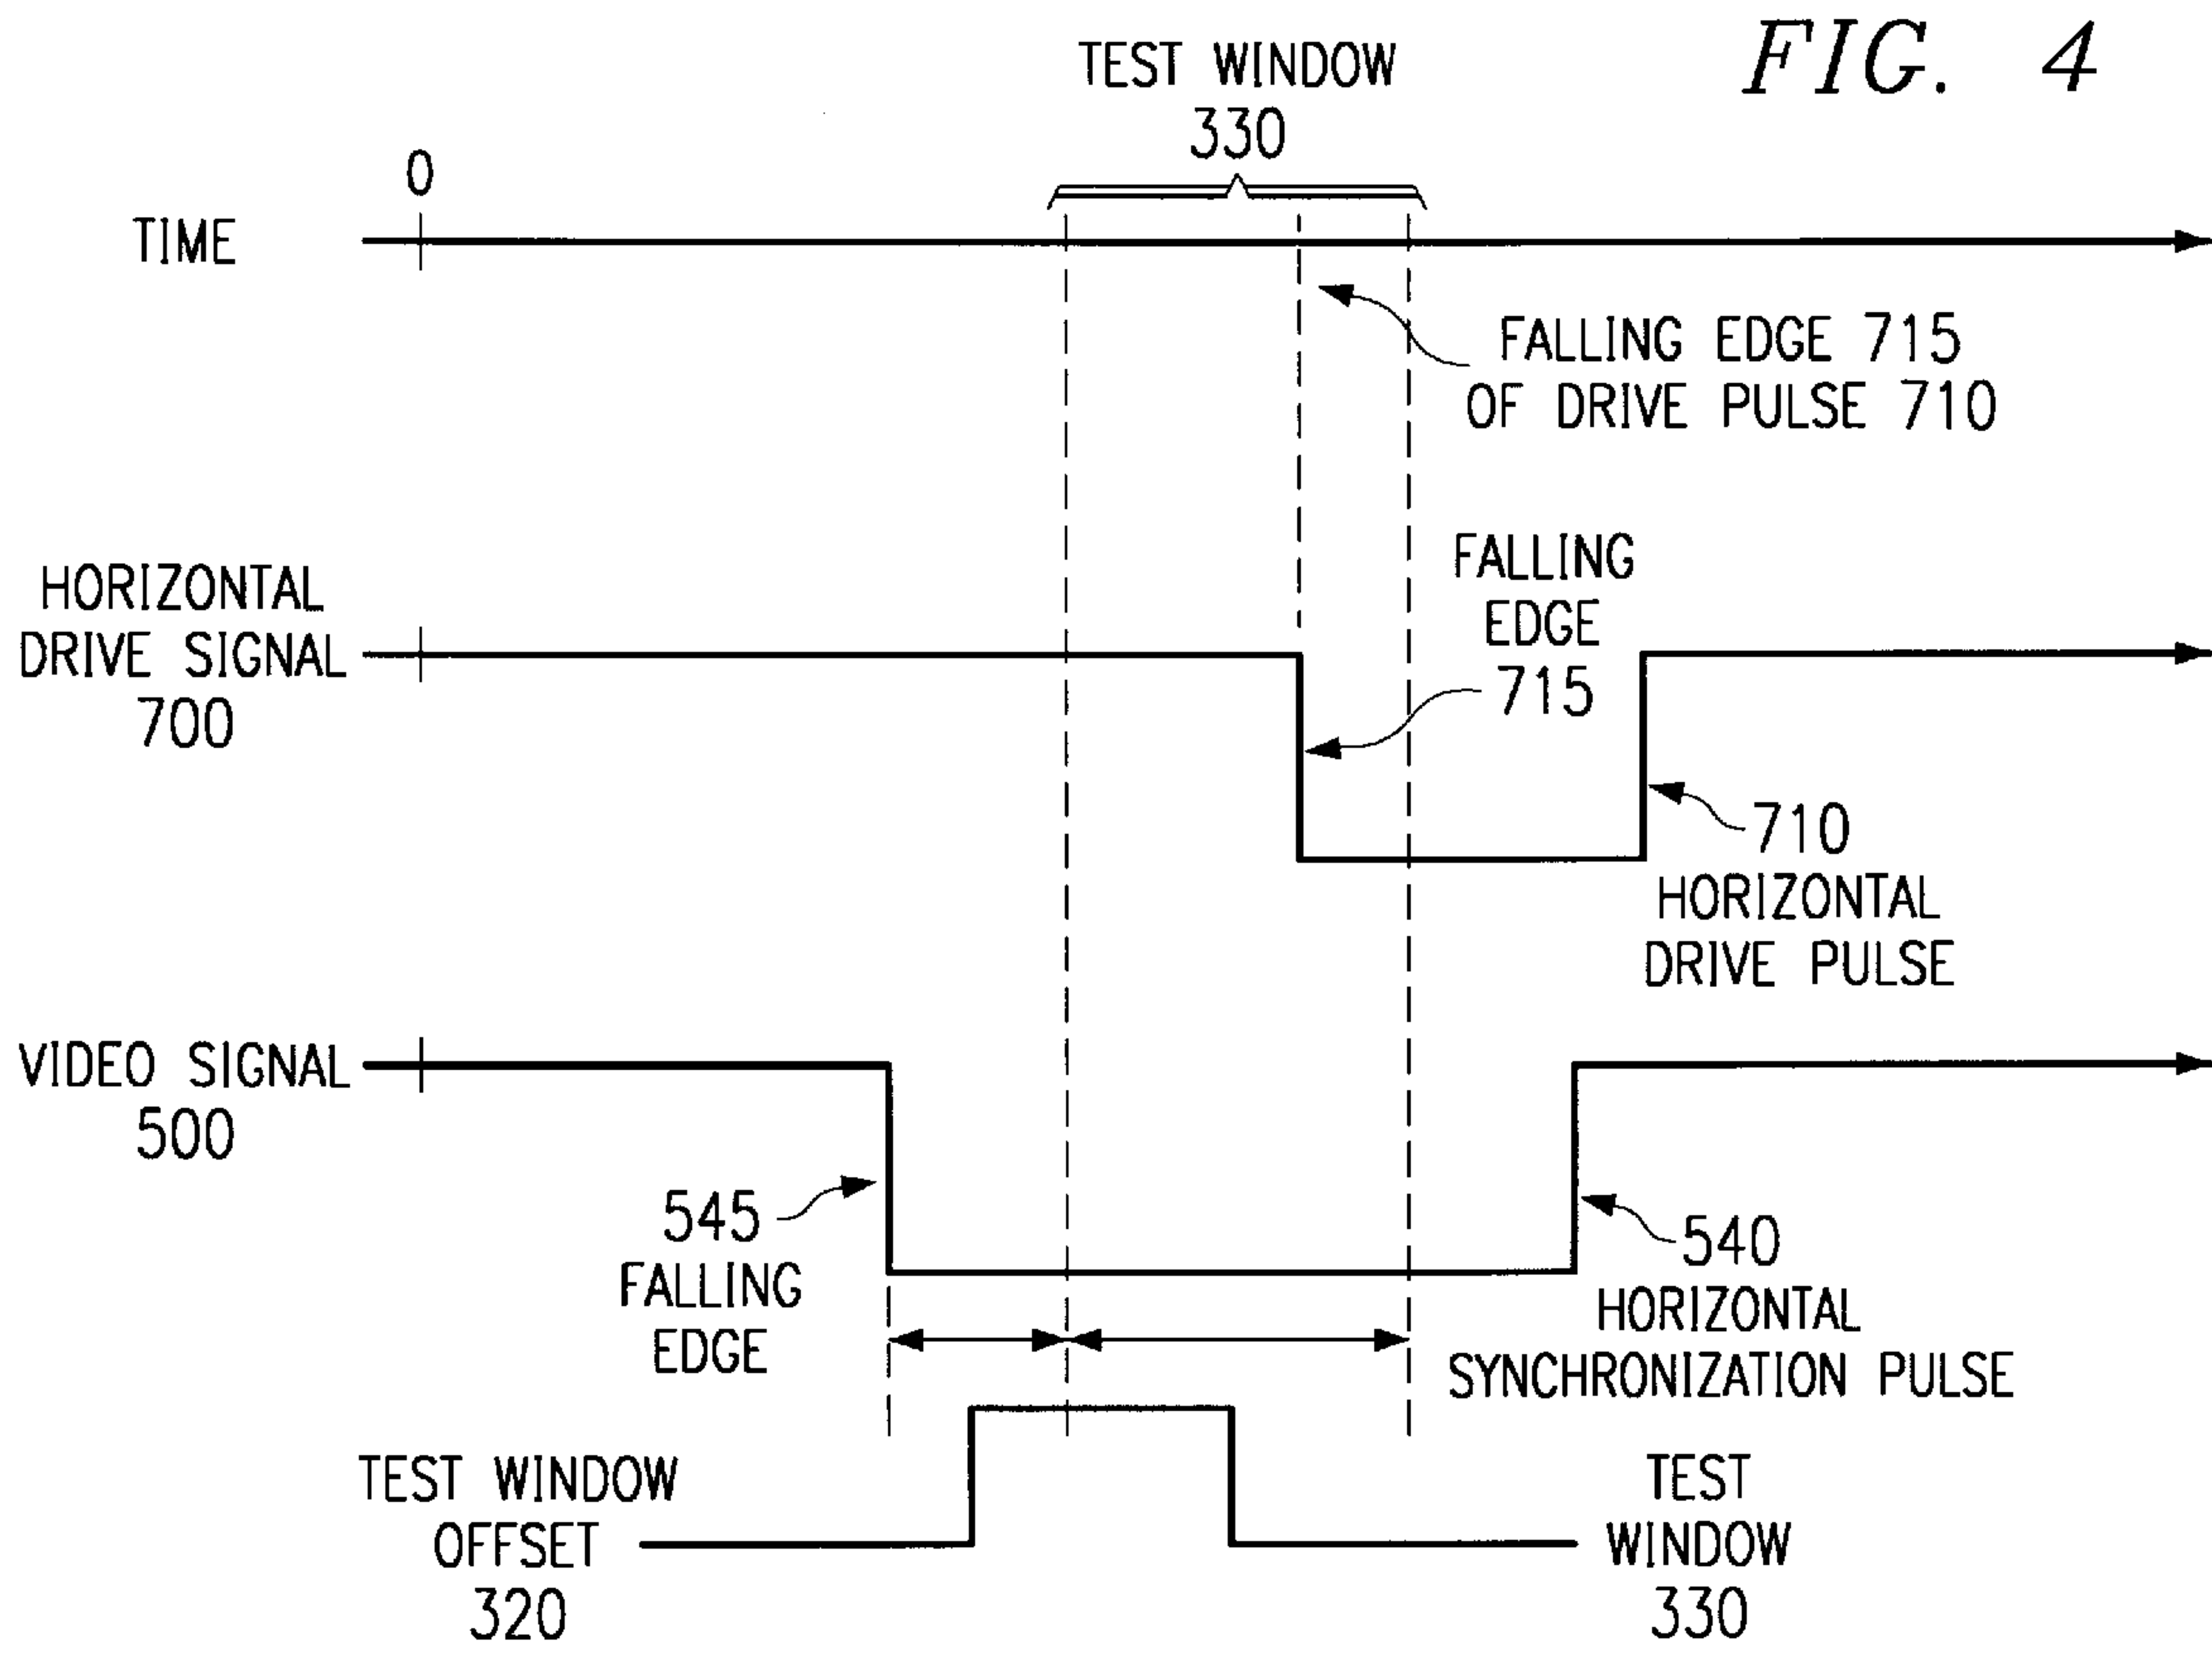 FIG. 4
TEST WINDOW
330
0
TIME
FALLING EDGE 715
OF DRIVE PULSE 710
HORIZONTAL
DRIVE SIGNAL
700
FALLING
EDGE
715
710
HORIZONTAL
DRIVE PULSE
VIDEO SIGNAL
500
545
FALLING
EDGE
540
HORIZONTAL
SYNCHRONIZATION PULSE
TEST WINDOW
OFFSET
320
TEST
WINDOW
330